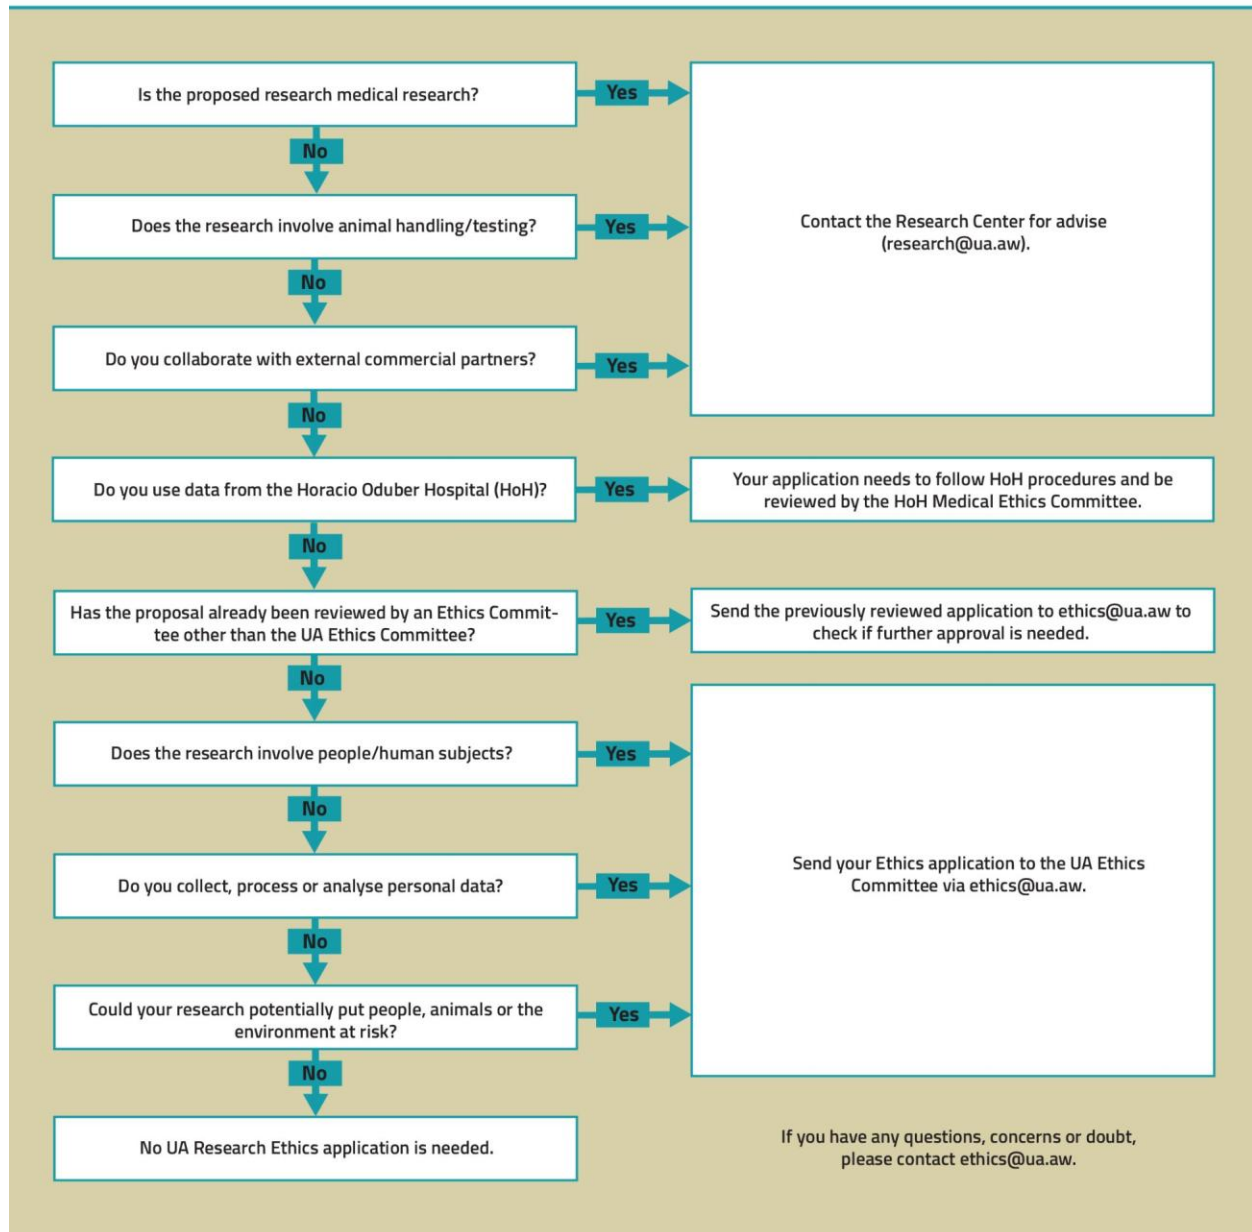 Is the proposed research medical research?
Yes
No
Does the research involve animal handling/testing?
Yes
No
Do you collaborate with external commercial partners?
Yes
Contact the Research Center for advise
(research@ua.aw).
No
Do you use data from the Horacio Oduber Hospital (HoH)?
Yes
Your application needs to follow HoH procedures and be
reviewed by the HoH Medical Ethics Committee.
No
Has the proposal already been reviewed by an Ethics Commit-
tee other than the UA Ethics Committee?
Yes
Send the previously reviewed application to ethics@ua.aw to
check if further approval is needed.
No
Does the research involve people/human subjects?
Yes
No
Do you collect, process or analyse personal data?
Yes
No
Could your research potentially put people, animals or the
environment at risk?
Yes
Send your Ethics application to the UA Ethics
Committee via ethics@ua.aw.
No
No UA Research Ethics application is needed.
If you have any questions, concerns or doubt,
please contact ethics@ua.aw.